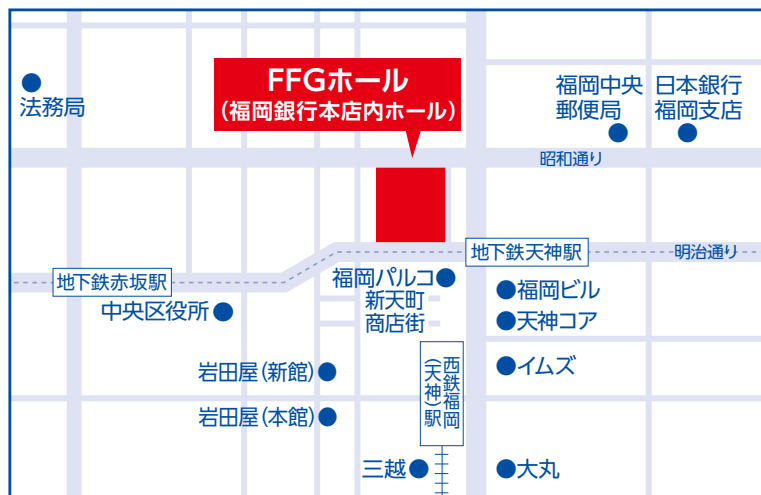 FFGホール
(福岡銀行本店内ホール)
法務局
福岡中央
郵便局
日本銀行
福岡支店
昭和通り
地下鉄天神駅
明治通り
地下鉄赤坂駅
中央区役所
福岡パルコ
新天町
商店街
福岡ビル
天神コア
イムズ
岩田屋(新館)
岩田屋(本館)
西鉄福岡
(天神)駅
三越
大丸